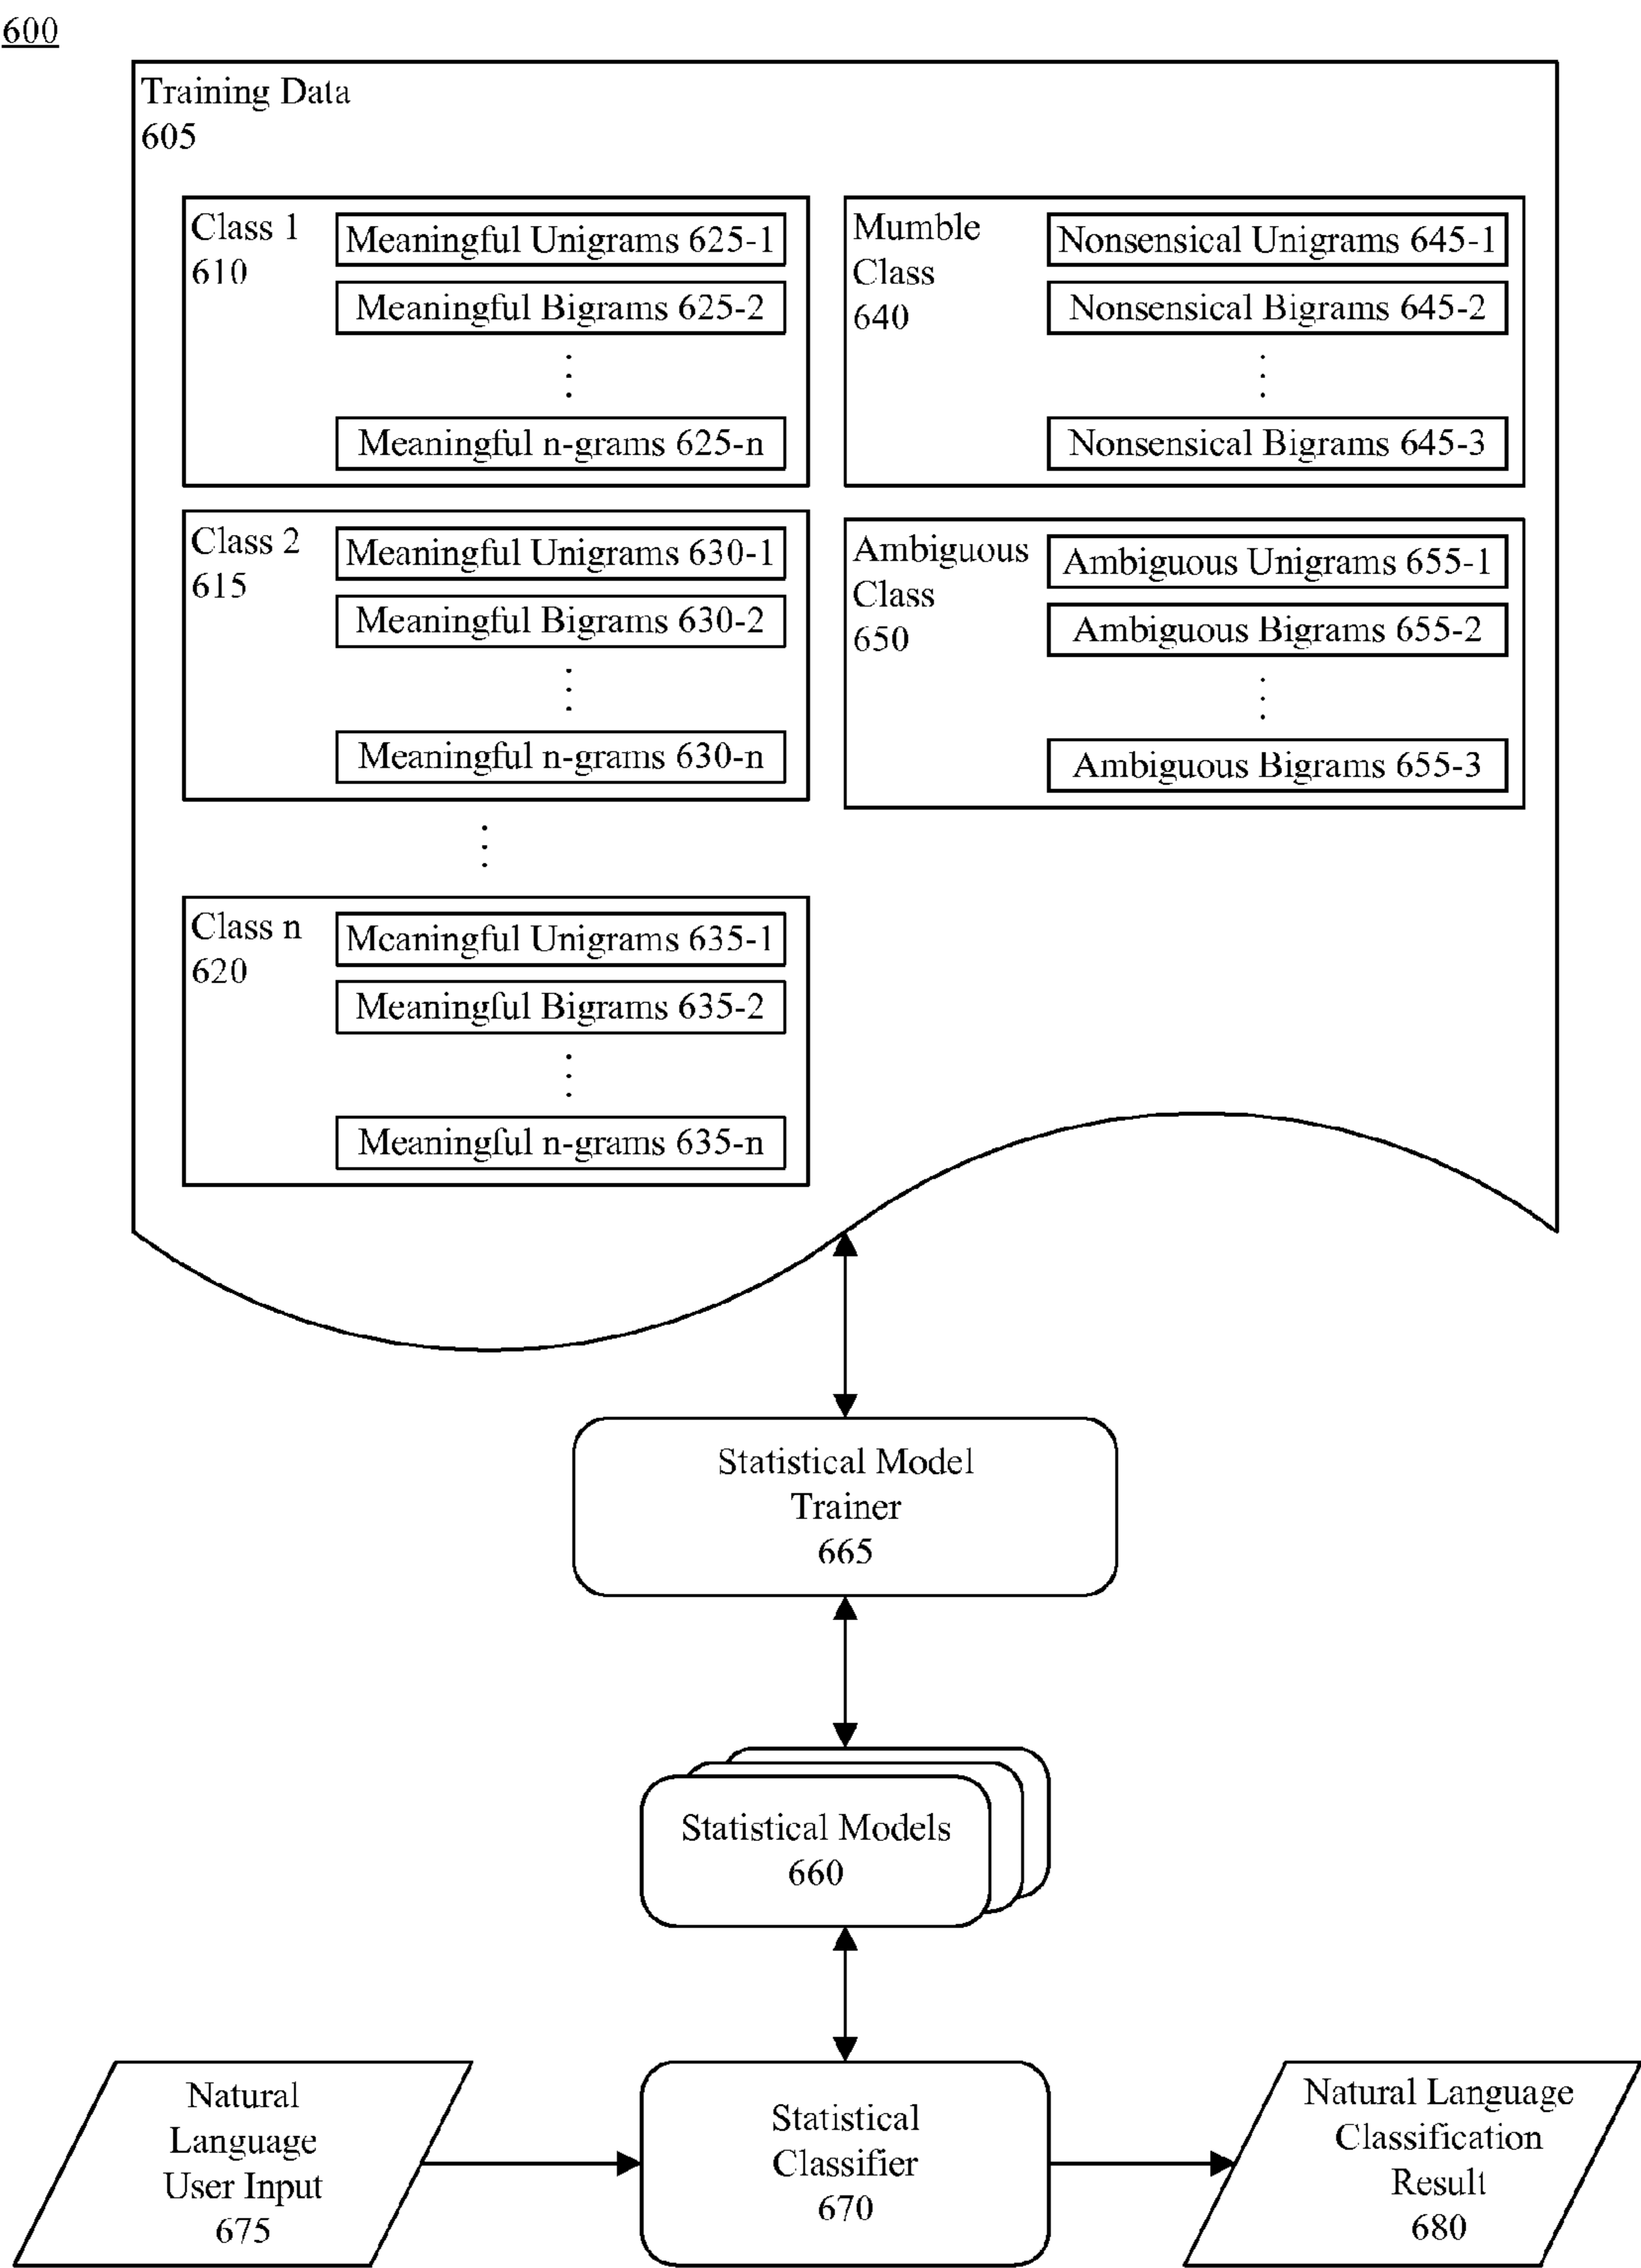 600
Training Data
605
Class 1
610
Meaningful Unigrams 625-1
Meaningful Bigrams 625-2
Meaningful n-grams 625-n
Mumble
Class
640
Nonsensical Unigrams 645-1
Nonsensical Bigrams 645-2
Nonsensical Bigrams 645-3
Class 2
615
Meaningful Unigrams 630-1
Meaningful Bigrams 630-2
Meaningful n-grams 630-n
Ambiguous
Class
650
Ambiguous Unigrams 655-1
Ambiguous Bigrams 655-2
Ambiguous Bigrams 655-3
Class n
620
Meaningful Unigrams 635-1
Meaningful Bigrams 635-2
Meaningful n-grams 635-n
Statistical Model
Trainer
665
Statistical Models
660
Natural
Language
User Input
675
Statistical
Classifier
670
Natural Language
Classification
Result
680